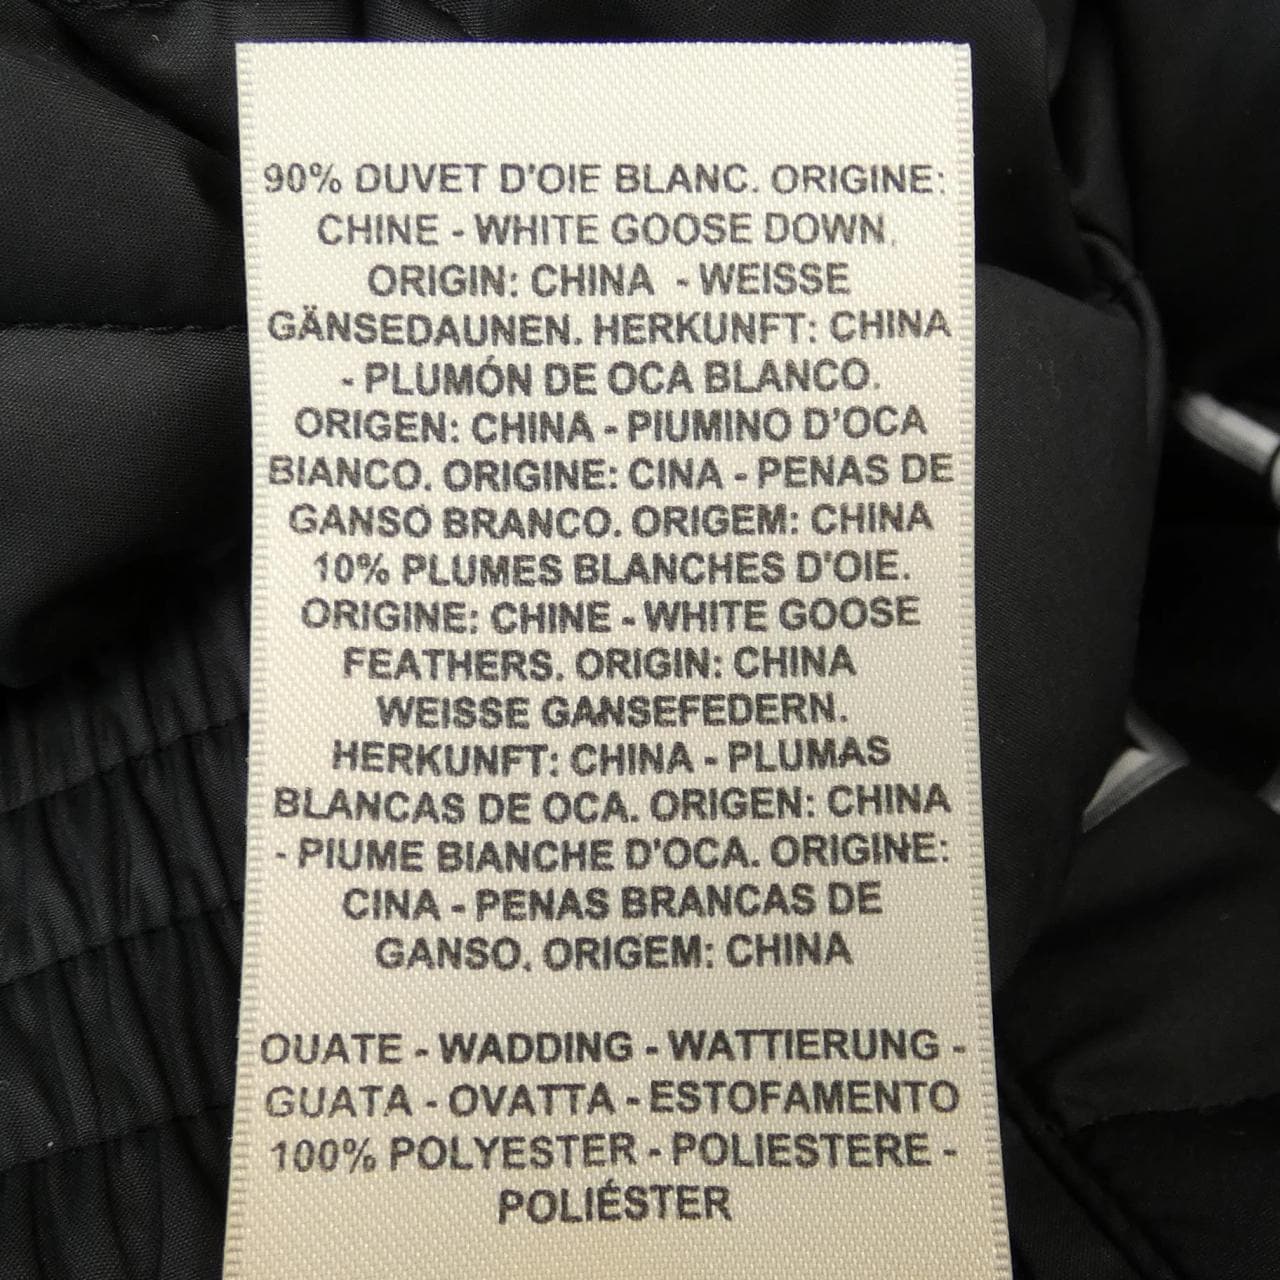 90% DUVET D'OIE BLANC. ORIGINE:
CHINE - WHITE GOOSE DOWN.
ORIGIN: CHINA - WEISSE
GÄNSEDAUNEN. HERKUNFT: CHINA
- PLUMÓN DE OCA BLANCO.
ORIGEN: CHINA - PIUMINO D'OCA
BIANCO. ORIGINE: CINA - PENAS DE
GANSO BRANCO. ORIGEM: CHINA
10% PLUMES BLANCHES D'OIE.
ORIGINE: CHINE - WHITE GOOSE
FEATHERS. ORIGIN: CHINA
WEISSE GANSEFEDERN.
HERKUNFT: CHINA - PLUMAS
BLANCAS DE OCA. ORIGEN: CHINA
- PIUME BIANCHE D'OCA. ORIGINE:
CINA - PENAS BRANCAS DE
GANSO. ORIGEM: CHINA
OUATE - WADDING - WATTIERUNG -
GUATA - OVATTA - ESTOFAMENTO
100% POLYESTER - POLIESTERE -
POLIÉSTER